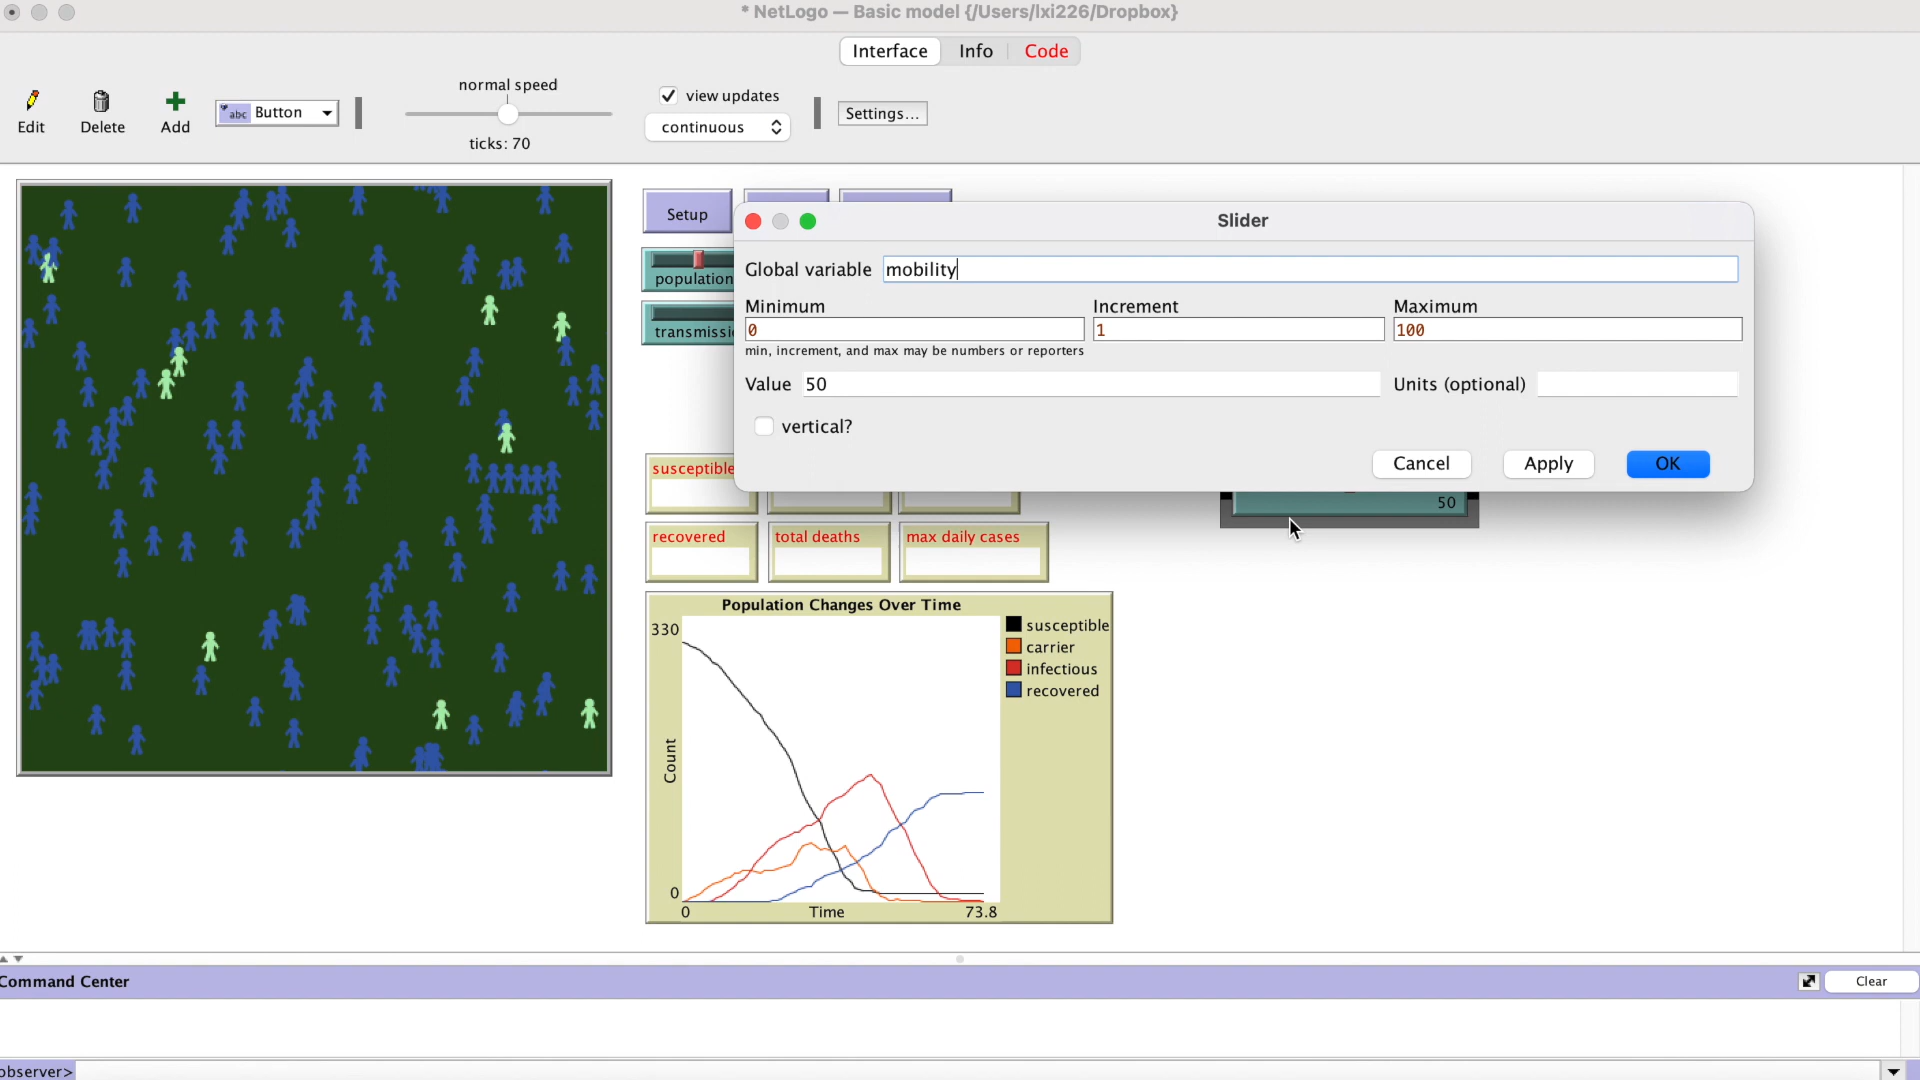 * NetLogo — Basic model {/Users/lxi226/Dropbox}
Interface Info Code
Edit Delete Add abc Button
normal speed
ticks: 70
view updates
continuous
Settings...
Setup
population
Slider
Global variable mobility
Minimum Increment Maximum
0 1 100
min, increment, and max may be numbers or reporters
Value 50 Units (optional)
vertical?
Cancel Apply OK
susceptible
50
recovered total deaths max daily cases
Population Changes Over Time
330
Count
0
0 Time 73.8
susceptible
carrier
infectious
recovered
Command Center Clear
observer>